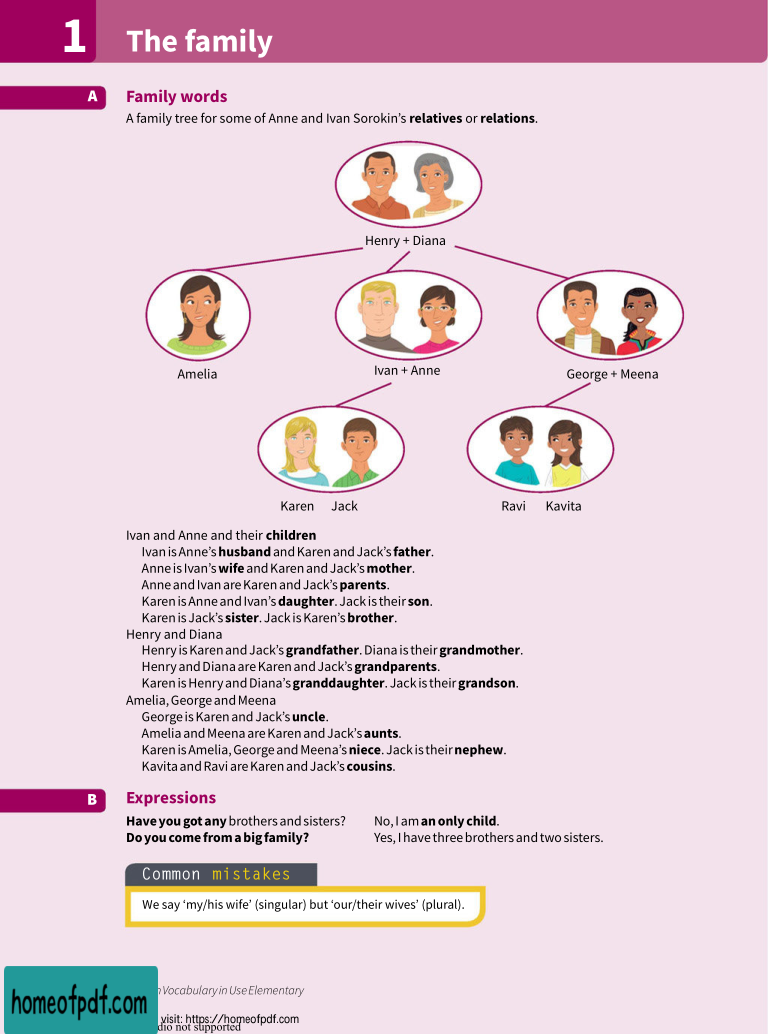 1
The family
A
Family words
A family tree for some of Anne and Ivan Sorokin’s relatives or relations.
Henry + Diana
Amelia
Ivan + Anne
George + Meena
Karen Jack
Ravi Kavita
Ivan and Anne and their children
Ivan is Anne’s husband and Karen and Jack’s father.
Anne is Ivan’s wife and Karen and Jack’s mother.
Anne and Ivan are Karen and Jack’s parents.
Karen is Anne and Ivan’s daughter. Jack is their son.
Karen is Jack’s sister. Jack is Karen’s brother.
Henry and Diana
Henry is Karen and Jack’s grandfather. Diana is their grandmother.
Henry and Diana are Karen and Jack’s grandparents.
Karen is Henry and Diana’s granddaughter. Jack is their grandson.
Amelia, George and Meena
George is Karen and Jack’s uncle.
Amelia and Meena are Karen and Jack’s aunts.
Karen is Amelia, George and Meena’s niece. Jack is their nephew.
Kavita and Ravi are Karen and Jack’s cousins.
B
Expressions
Have you got any brothers and sisters? No, I am an only child.
Do you come from a big family? Yes, I have three brothers and two sisters.
Common mistakes
We say ‘my/his wife’ (singular) but ‘our/their wives’ (plural).
Vocabulary in Use Elementary
homeofpdf.com
visit: https://homeofpdf.com
not supported